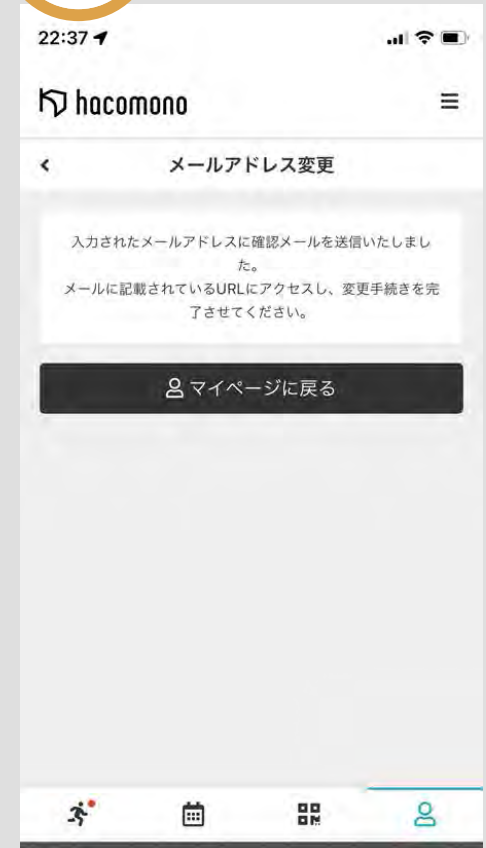 22:37
hacomono
メールアドレス変更
入力されたメールアドレスに確認メールを送信いたしまし
た。
メールに記載されているURLにアクセスし、変更手続きを完
了させてください。
マイページに戻る